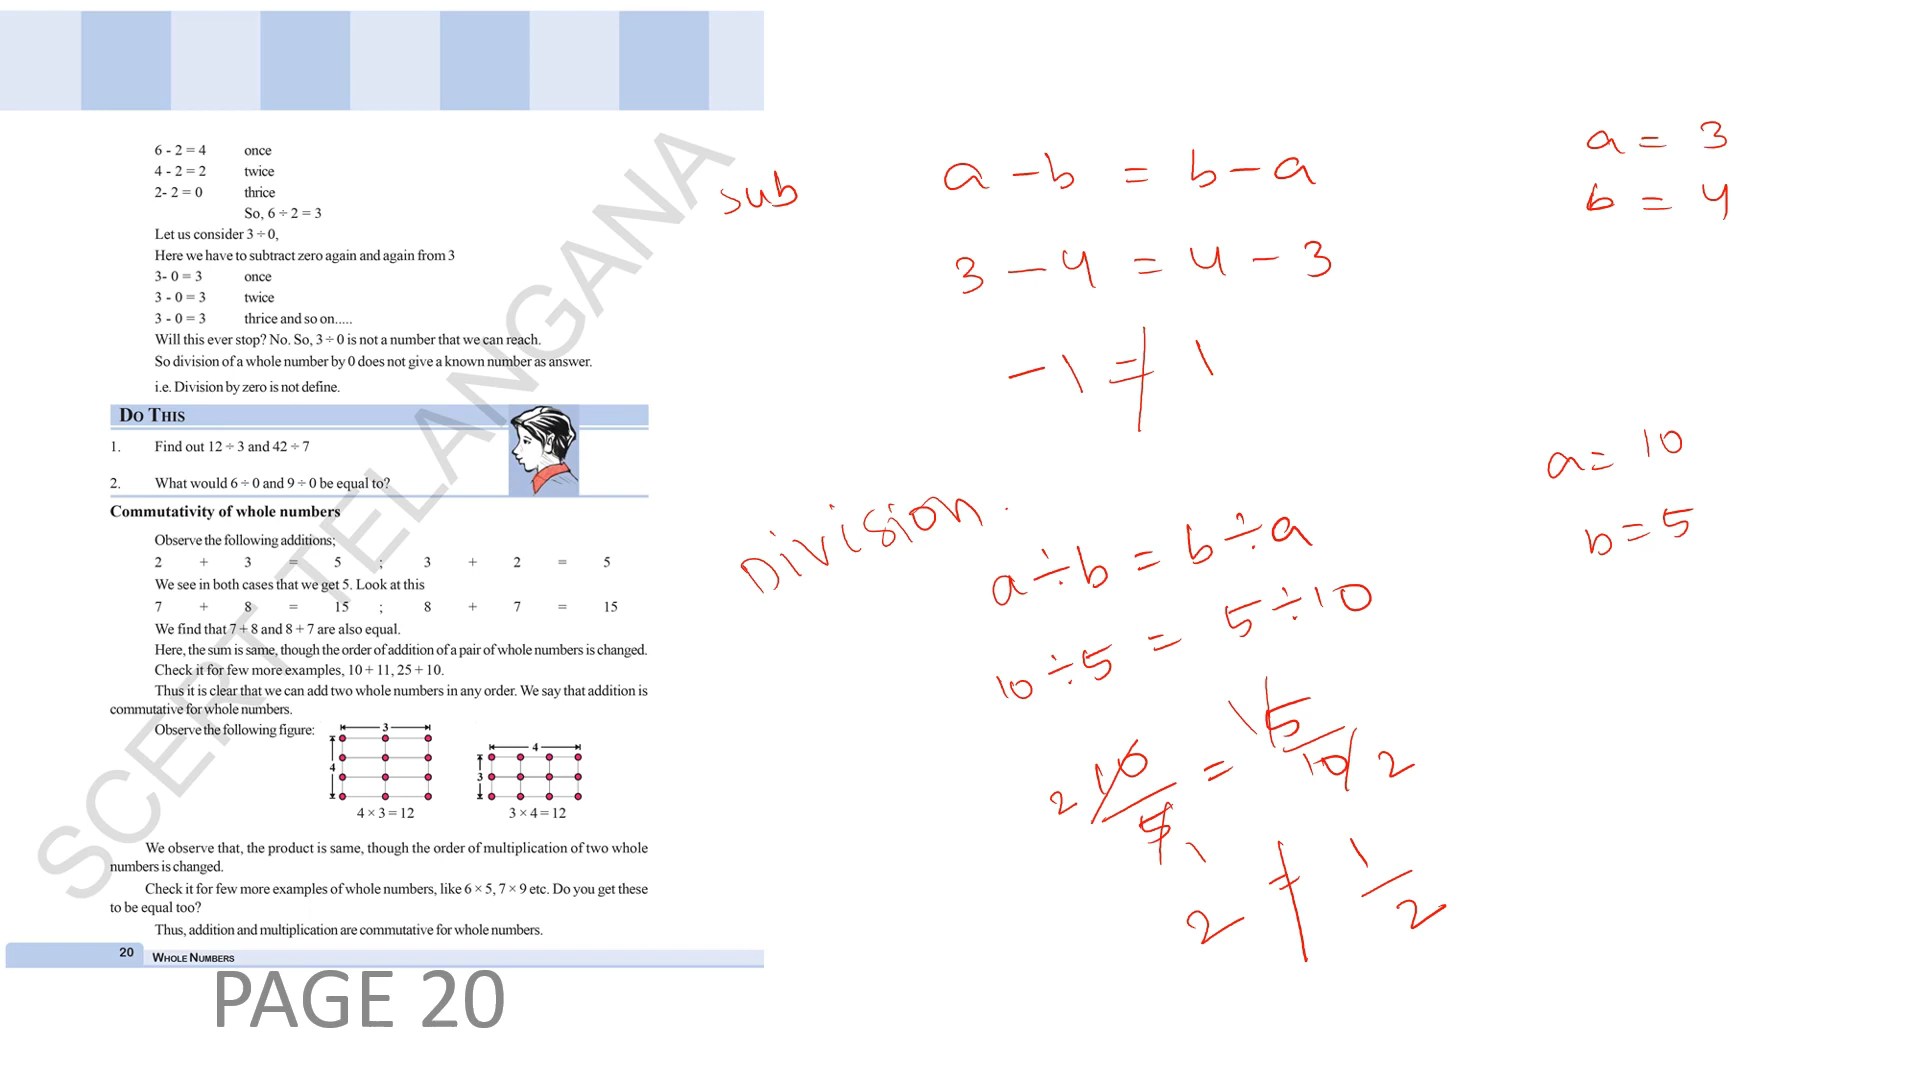 6 - 2 = 4 once
4 - 2 = 2 twice
2- 2 = 0 thrice
So, 6 ÷ 2 = 3
Let us consider 3 ÷ 0,
Here we have to subtract zero again and again from 3
3- 0 = 3 once
3 - 0 = 3 twice
3 - 0 = 3 thrice and so on.....
Will this ever stop? No. So, 3 ÷ 0 is not a number that we can reach.
So division of a whole number by 0 does not give a known number as answer.
i.e. Division by zero is not define.
DO THIS
1. Find out 12 ÷ 3 and 42 ÷ 7
2. What would 6 ÷ 0 and 9 ÷ 0 be equal to?
Commutativity of whole numbers
Observe the following additions;
2 + 3 = 5 ; 3 + 2 = 5
We see in both cases that we get 5. Look at this
7 + 8 = 15 ; 8 + 7 = 15
We find that 7 + 8 and 8 + 7 are also equal.
Here, the sum is same, though the order of addition of a pair of whole numbers is changed.
Check it for few more examples, 10 + 11, 25 + 10.
Thus it is clear that we can add two whole numbers in any order. We say that addition is
commutative for whole numbers.
Observe the following figure:
3
4
4 × 3 = 12
4
3
3 × 4 = 12
We observe that, the product is same, though the order of multiplication of two whole
numbers is changed.
Check it for few more examples of whole numbers, like 6 × 5, 7 × 9 etc. Do you get these
to be equal too?
Thus, addition and multiplication are commutative for whole numbers.
20 WHOLE NUMBERS
PAGE 20
SCERT TELANGANA
sub
a - b = b - a
3 - 4 = 4 - 3
-1 ≠ 1
a = 3
b = 4
Division.
a ÷ b = b ÷ a
10 ÷ 5 = 5 ÷ 10
2 10/5 1 = 1 5/10 2
2 ≠ 1/2
a = 10
b = 5